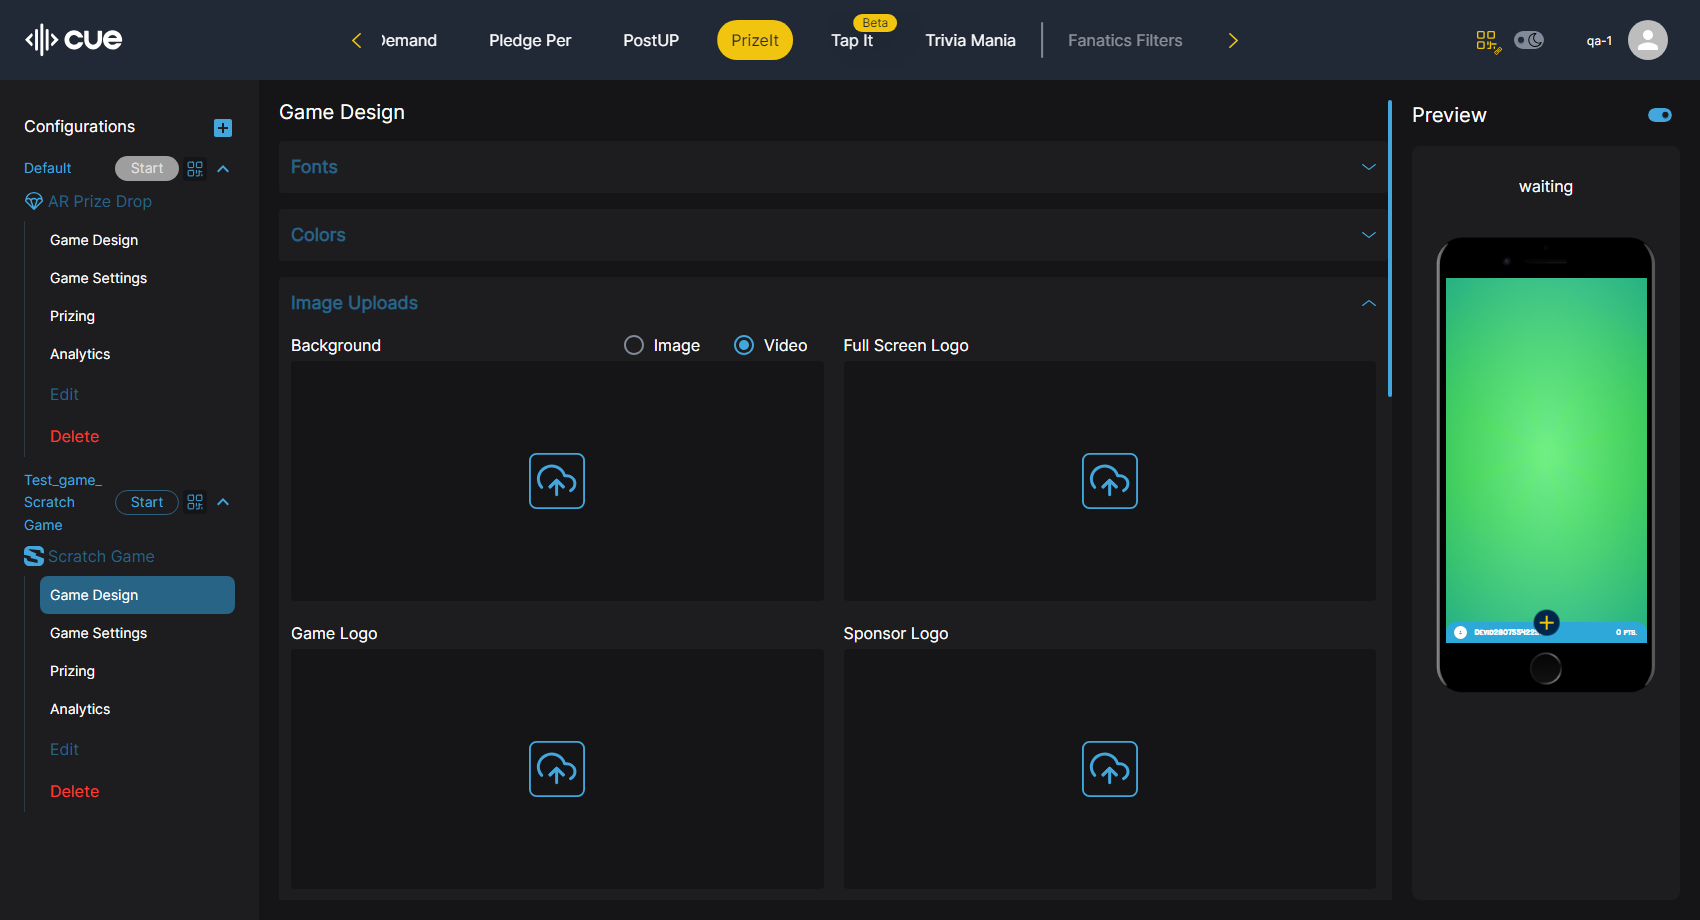 cue
Demand
Pledge Per
PostUP
PrizeIt
Beta
Tap It
Trivia Mania
Fanatics Filters
qa-1
Configurations
Default
Start
AR Prize Drop
Game Design
Game Settings
Prizing
Analytics
Edit
Delete
Test_game_
Scratch
Game
Start
Scratch Game
Game Design
Game Settings
Prizing
Analytics
Edit
Delete
Game Design
Fonts
Colors
Image Uploads
Background
Image
Video
Full Screen Logo
Game Logo
Sponsor Logo
Preview
waiting
0 PTS.